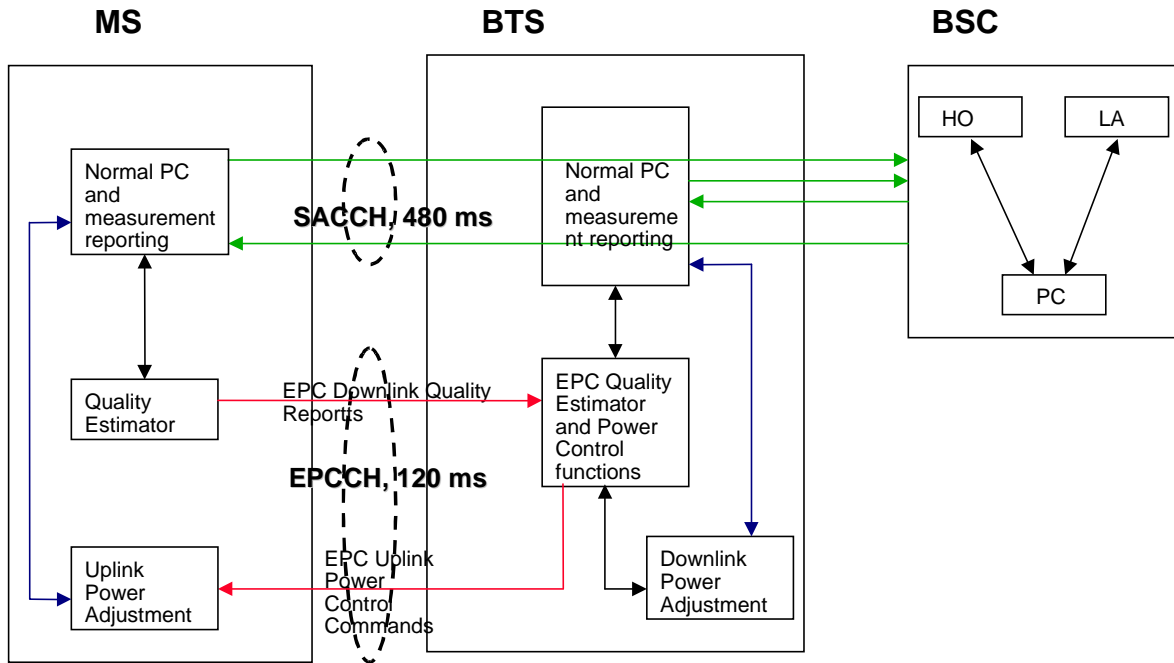 MS
BTS
BSC
HO
LA
Normal PC
and
measurement
reporting
SACCH, 480 ms
Normal PC
and
measureme
nt reporting
PC
Quality
Estimator
EPC Downlink Quality
Reports
EPC Quality
Estimator
and Power
Control
functions
EPCCH, 120 ms
Uplink
Power
Adjustment
EPC Uplink
Power
Control
Commands
Downlink
Power
Adjustment